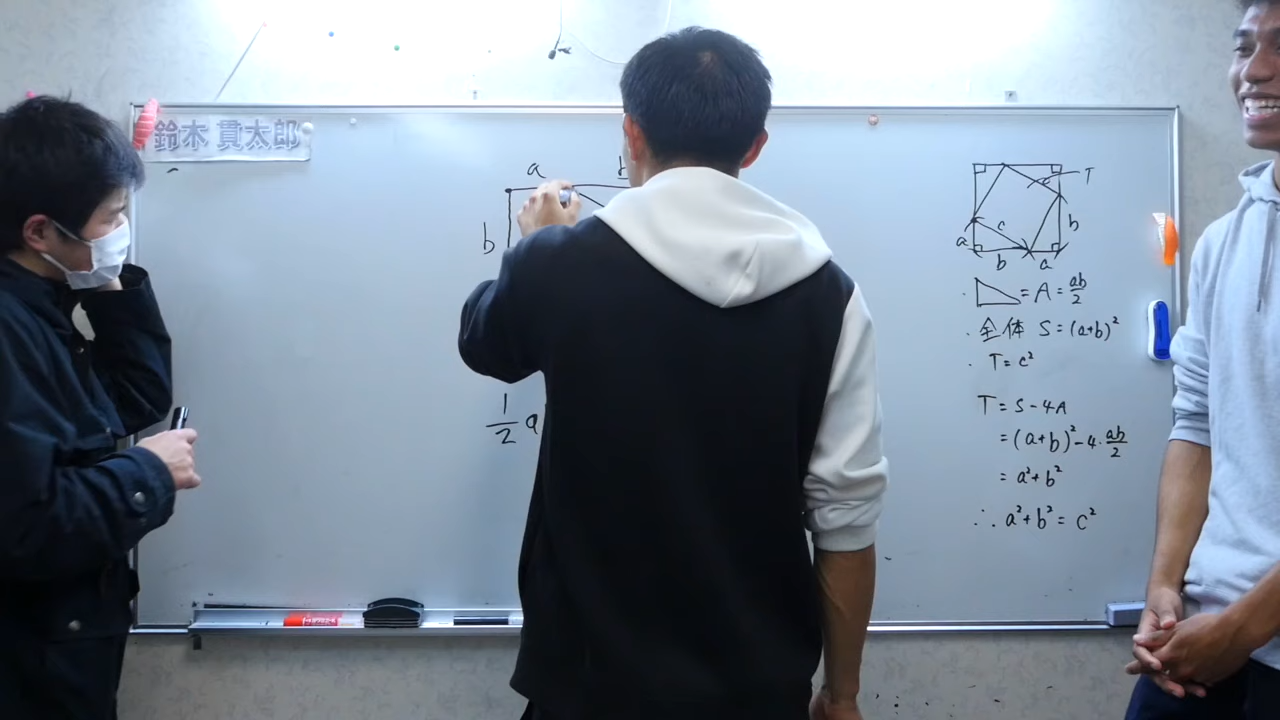 鈴木 貫太郎
a
b
1/2 a
T
c
a
b
b
a
= A = ab/2
・全体 S = (a+b)²
・T = c²
T = S - 4A
= (a+b)² - 4・ab/2
= a² + b²
∴ a² + b² = c²